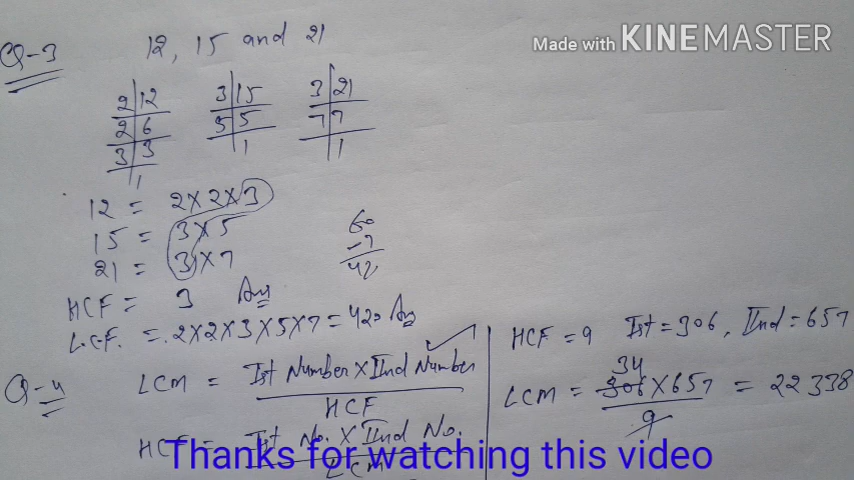 Q-3 12, 15 and 21
Made with KINEMASTER
2 | 12 3 | 15 3 | 21
2 | 6 5 | 5 7 | 7
3 | 3 1 1
1
12 = 2 × 2 × 3
15 = 3 × 5
21 = 3 × 7
60
7
42
HCF = 3 Ans
L.C.F. = 2×2×3×5×7 = 420 Ans
Q-4 LCM = Ist Number × IInd Number
HCF
HCF = Ist No. × IInd No.
LCM
HCF = 9 Ist = 306, IInd = 657
34
LCM = 306 × 657 = 22338
9
Thanks for watching this video